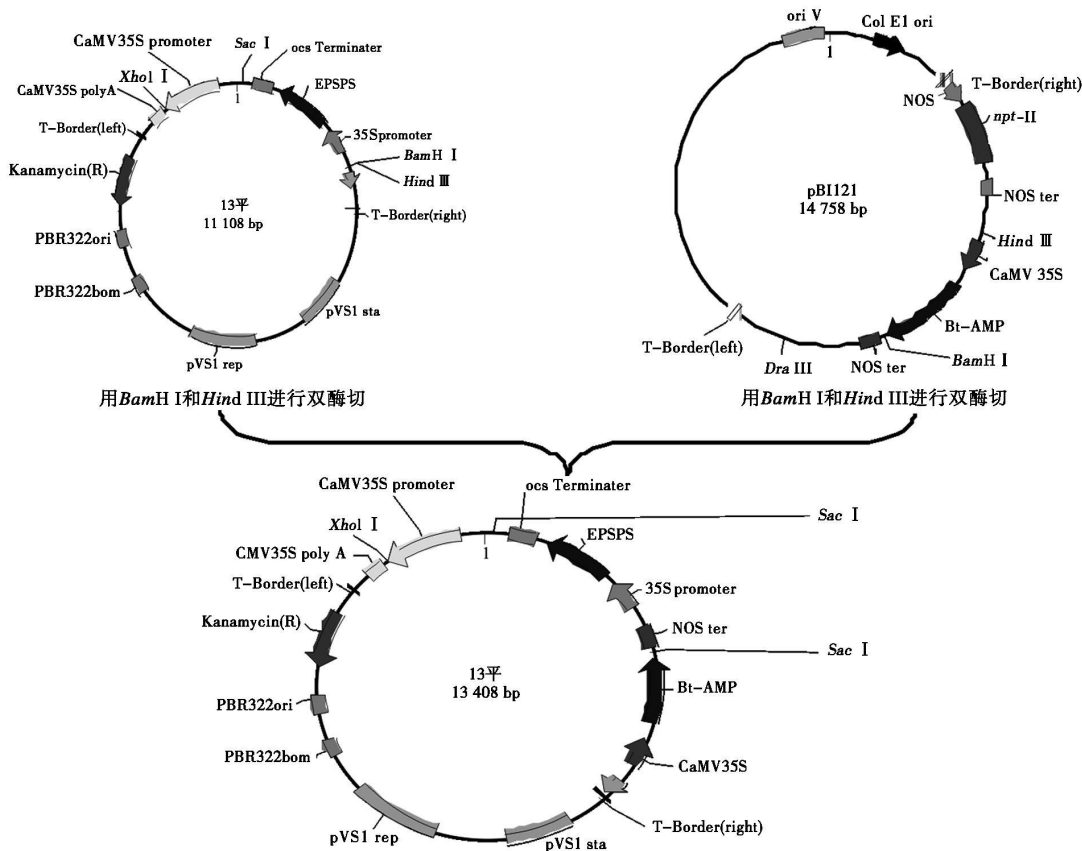 CaMV35S promoter
Sac Ⅰ
ocs Terminater
Xhol Ⅰ
1
EPSPS
CaMV35S polyA
T-Border(left)
35Spromoter
BamH Ⅰ
Kanamycin(R)
Hind Ⅲ
13平
11 108 bp
T-Border(right)
PBR322ori
PBR322bom
pVS1 sta
pVS1 rep
用BamH Ⅰ和Hind Ⅲ进行双酶切
ori V
Col E1 ori
1
T-Border(right)
NOS
npt-Ⅱ
pBI121
14 758 bp
NOS ter
Hind Ⅲ
CaMV 35S
Bt-AMP
T-Border(left)
BamH Ⅰ
Dra Ⅲ
NOS ter
用BamH Ⅰ和Hind Ⅲ进行双酶切
CaMV35S promoter
ocs Terminater
Sac Ⅰ
Xhol Ⅰ
1
EPSPS
CMV35S poly A
T-Border(left)
35S promoter
Kanamycin(R)
NOS ter
Sac Ⅰ
13平
13 408 bp
Bt-AMP
PBR322ori
PBR322bom
CaMV35S
T-Border(right)
pVS1 rep
pVS1 sta